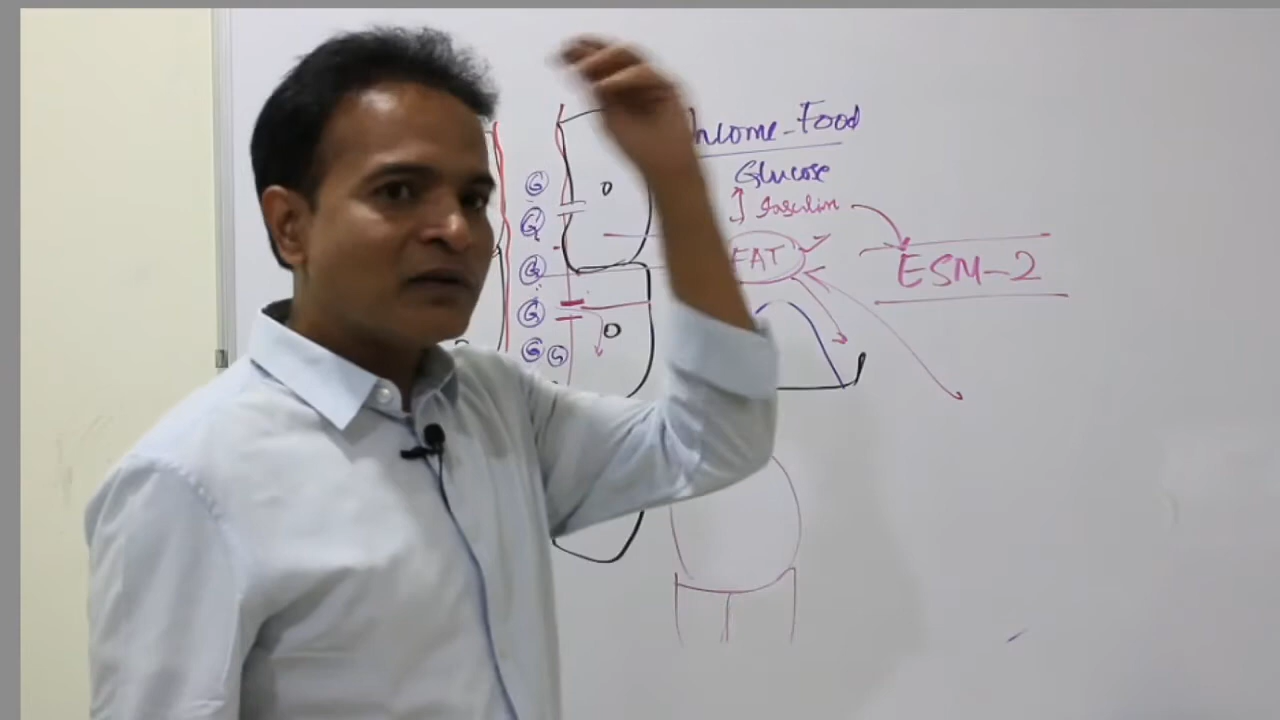 Income-Food
Glucose
Insulin
FAT
ESM-2
G
G
G
G
G G